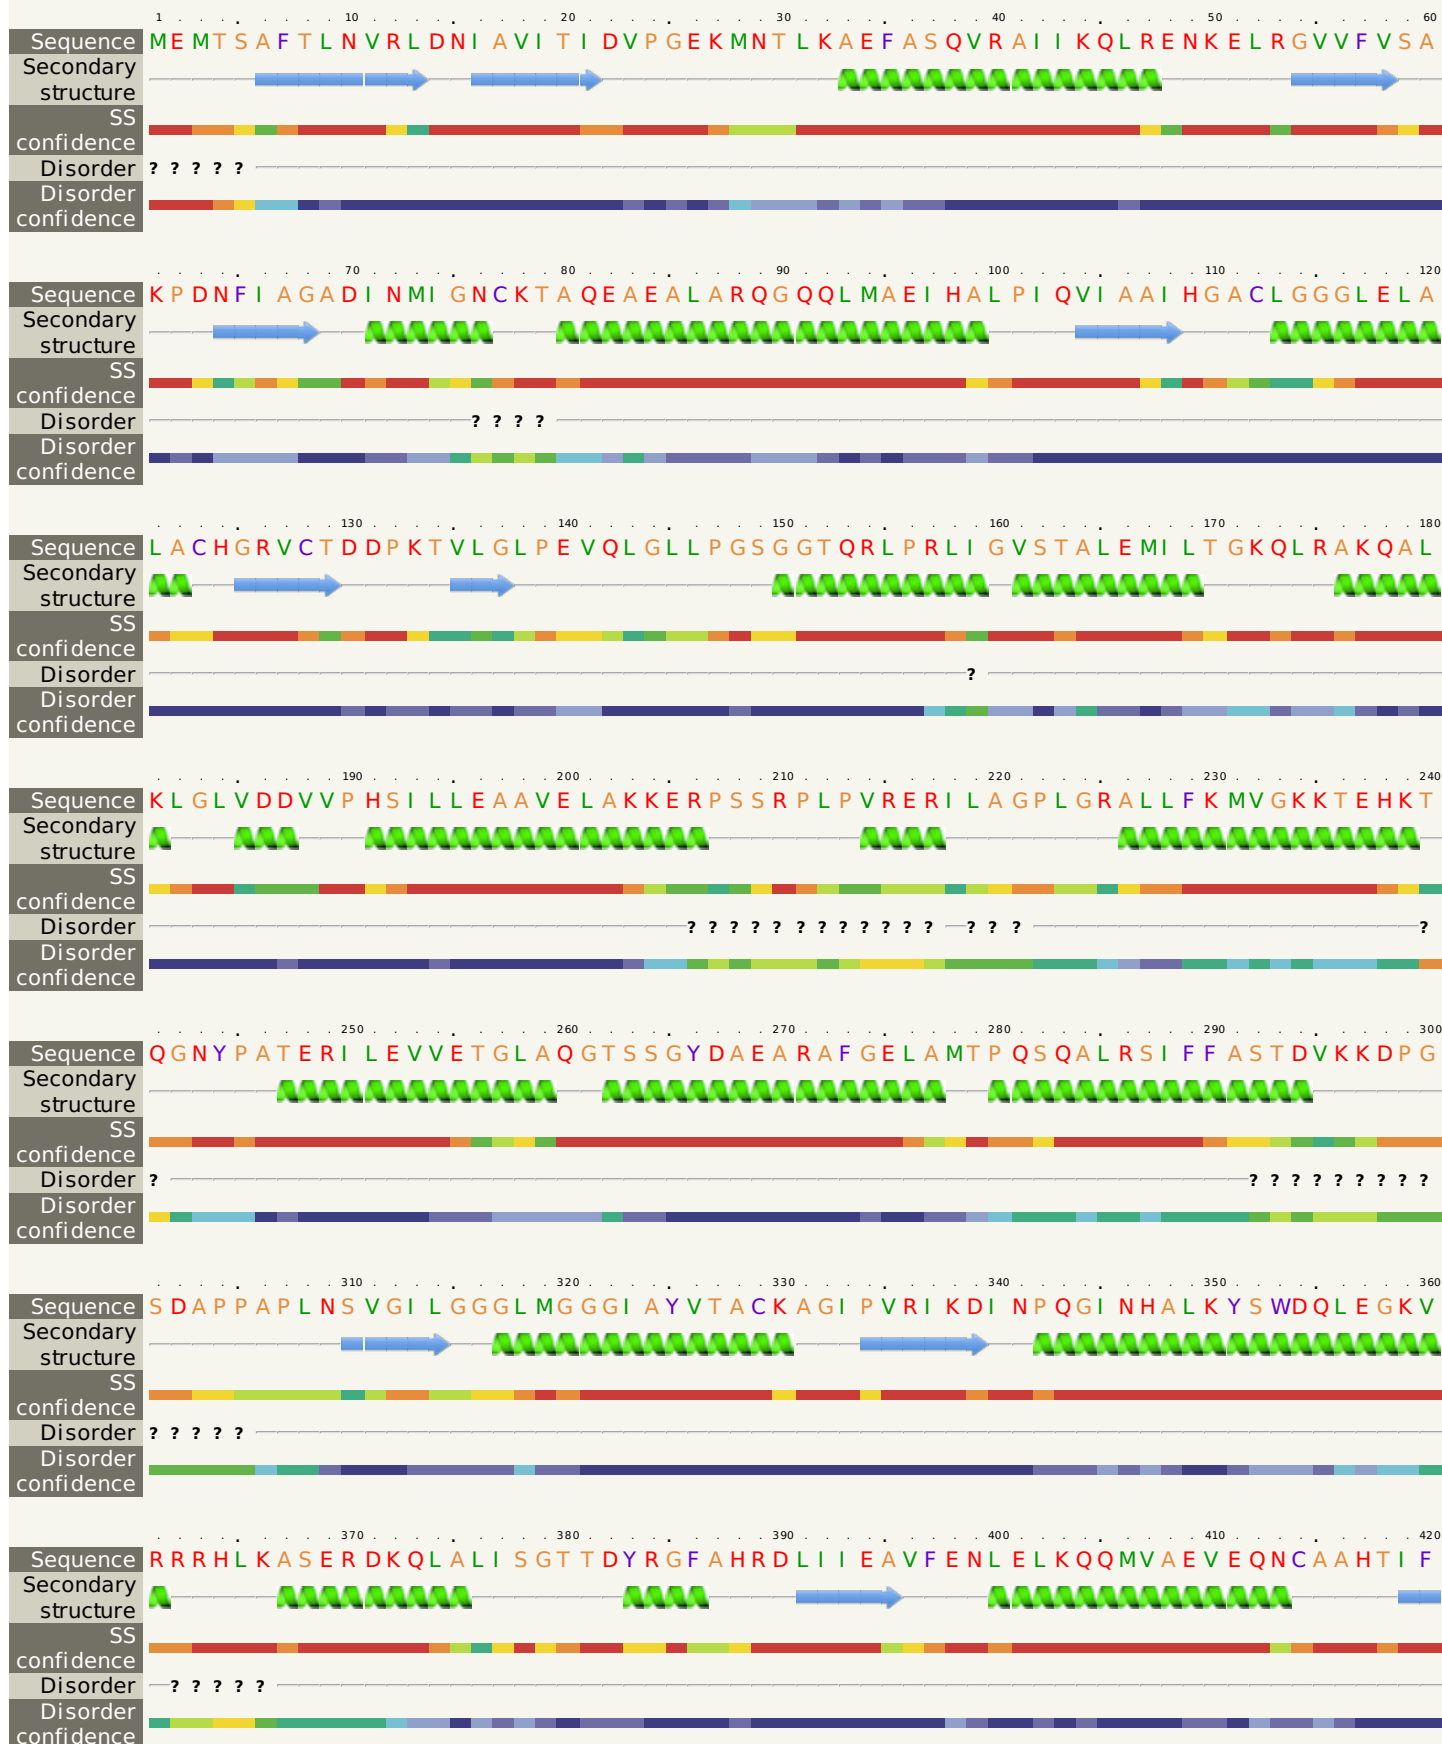 1 10 20 30 40 50 60
Sequence MEMTSAFTLNVRLDNIAVITIDVPGEKMNTLKAEFASQVRAIIKQLRENKELRGVVFVSA
Secondary
structure
SS
confidence
Disorder ? ? ? ? ?
Disorder
confidence
70 80 90 100 110 120
Sequence KPDNFIAGADINMIGNCKTAQEAEALARQGQQLMAEIHALPIQVIAAIHGACLGGGLELA
Secondary
structure
SS
confidence
Disorder ? ? ? ?
Disorder
confidence
130 140 150 160 170 180
Sequence LACHGRVCTDDPKTVLGLPEVQLGLLPGSGGTQRLPRLIGVSTALEMILTGKQLRAKQAL
Secondary
structure
SS
confidence
Disorder ?
Disorder
confidence
190 200 210 220 230 240
Sequence KLGLVDDVVPHSILLEAAVELAKKERPSSRPLPVRERILAGPLGRALLFKMVGKKTEHKT
Secondary
structure
SS
confidence
Disorder ? ? ? ? ? ? ? ? ? ? ? ? ? ? ? ?
Disorder
confidence
250 260 270 280 290 300
Sequence QGNYPATERILEVVETGLAQGTSSGYDAEARAFGELAMTPQSQALRSIFFASTDVKKDPG
Secondary
structure
SS
confidence
Disorder ? ? ? ? ? ? ? ? ? ?
Disorder
confidence
310 320 330 340 350 360
Sequence SDAPPAPLNSVGILGGGLMGGGIAYVTACKAGIPVRIKDINPQGINHALKYSWDQLEGKV
Secondary
structure
SS
confidence
Disorder ? ? ? ? ?
Disorder
confidence
370 380 390 400 410 420
Sequence RRRHLKASERDKQLALISGTTDYRGFAHRDLIIEAVFENLELKQQMVAEVEQNCAAHTIF
Secondary
structure
SS
confidence
Disorder ? ? ? ? ?
Disorder
confidence